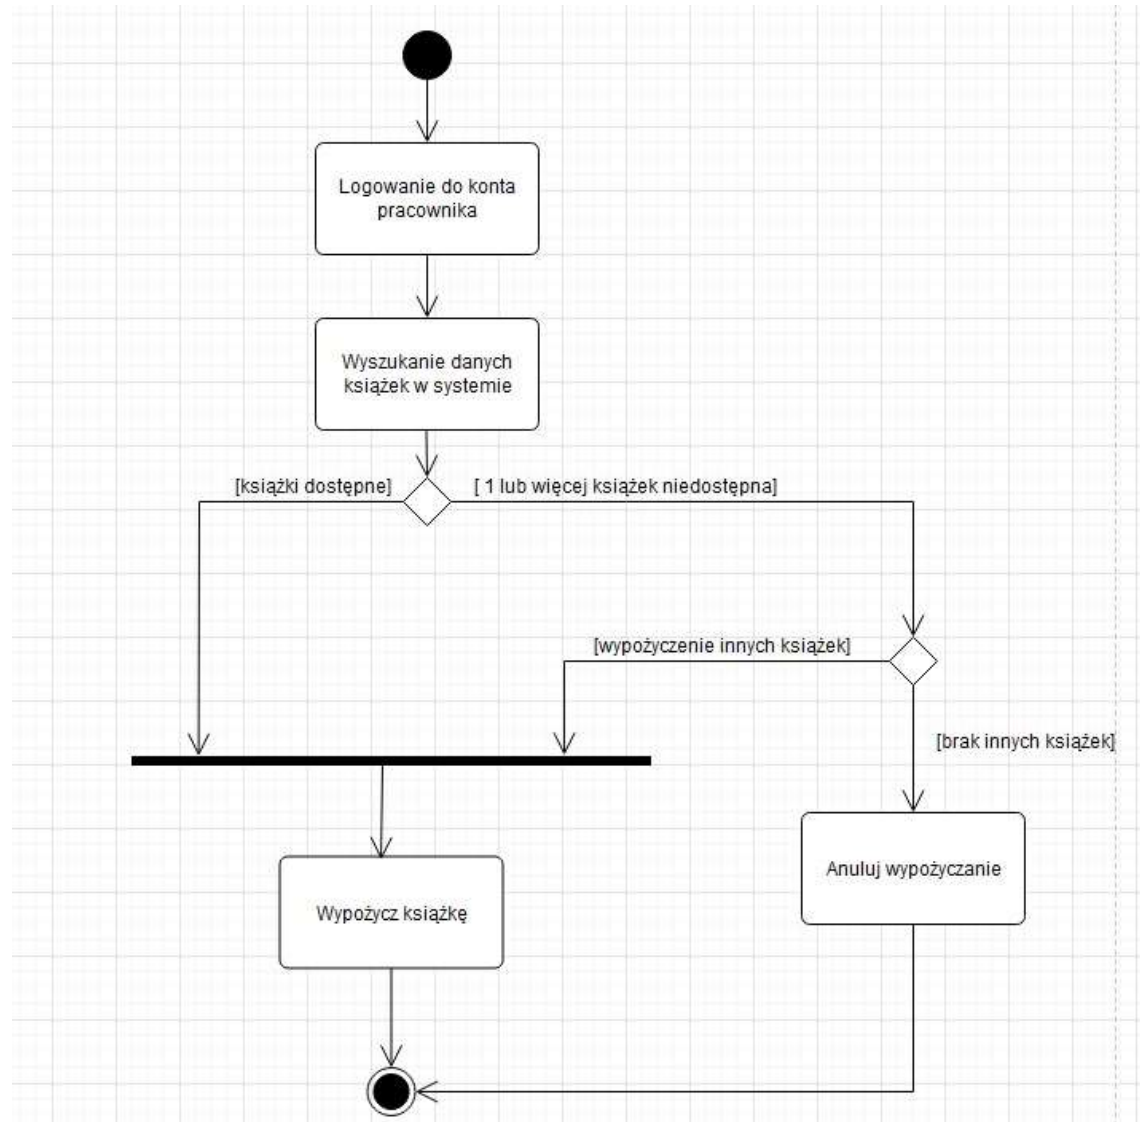 Logowanie do konta
pracownika
Wyszukanie danych
książek w systemie
[książki dostępne]
[ 1 lub więcej książek niedostępna]
[wypożyczenie innych książek]
[brak innych książek]
Anuluj wypożyczanie
Wypożycz książkę